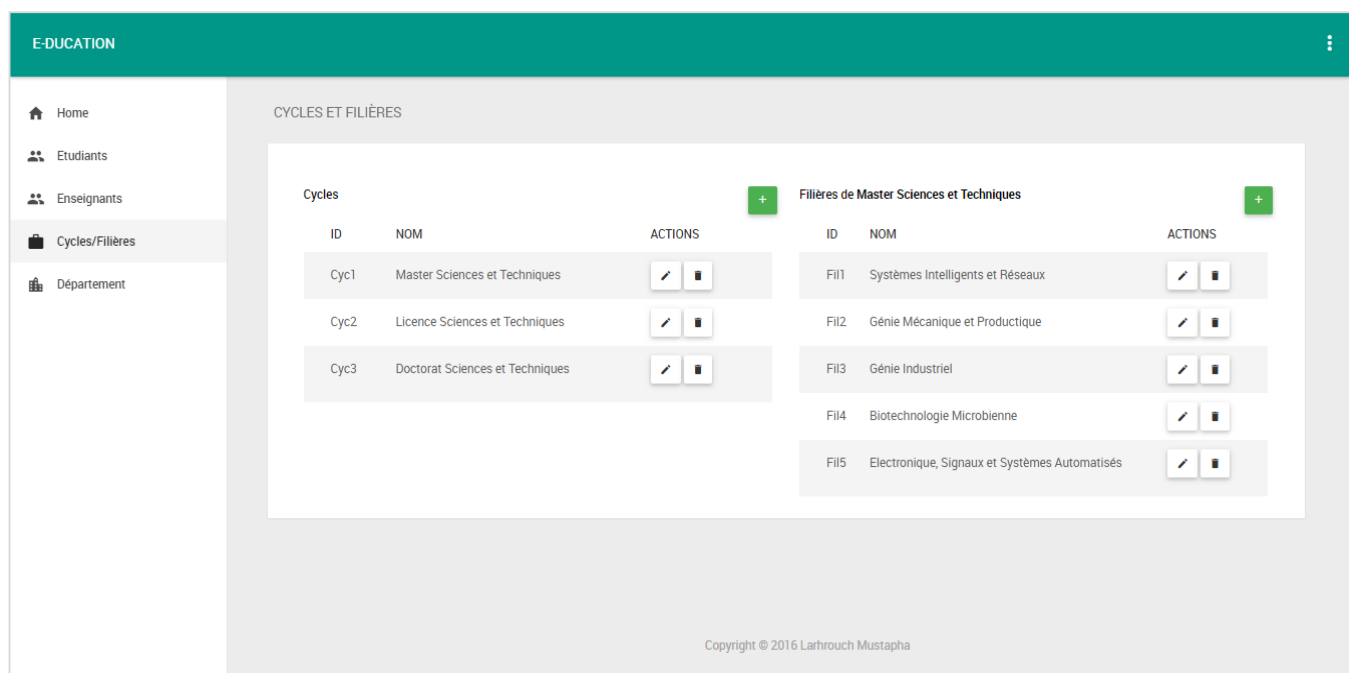 E-DUCATION
Home
Etudiants
Enseignants
Cycles/Filières
Département
CYCLES ET FILIÈRES
Cycles
+
ID NOM ACTIONS
Cyc1 Master Sciences et Techniques
Cyc2 Licence Sciences et Techniques
Cyc3 Doctorat Sciences et Techniques
Filières de Master Sciences et Techniques
+
ID NOM ACTIONS
Fil1 Systèmes Intelligents et Réseaux
Fil2 Génie Mécanique et Productique
Fil3 Génie Industriel
Fil4 Biotechnologie Microbienne
Fil5 Electronique, Signaux et Systèmes Automatisés
Copyright © 2016 Larhrouch Mustapha